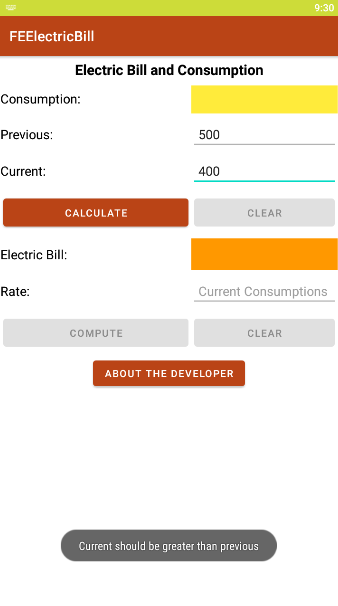 9:30
FEElectricBill
Electric Bill and Consumption
Consumption:
Previous: 500
Current: 400
CALCULATE CLEAR
Electric Bill:
Rate: Current Consumptions
COMPUTE CLEAR
ABOUT THE DEVELOPER
Current should be greater than previous